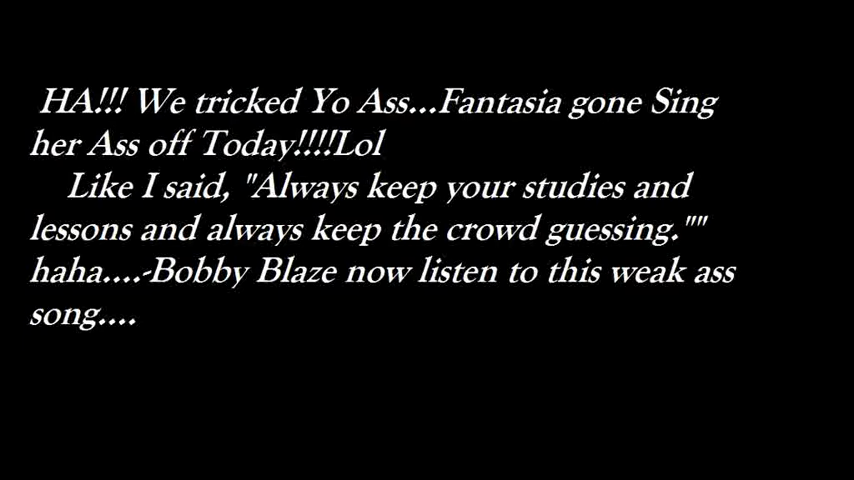 HA!!! We tricked Yo Ass...Fantasia gone Sing
her Ass off Today!!!!Lol
Like I said, "Always keep your studies and
lessons and always keep the crowd guessing.""
haha....-Bobby Blaze now listen to this weak ass
song....